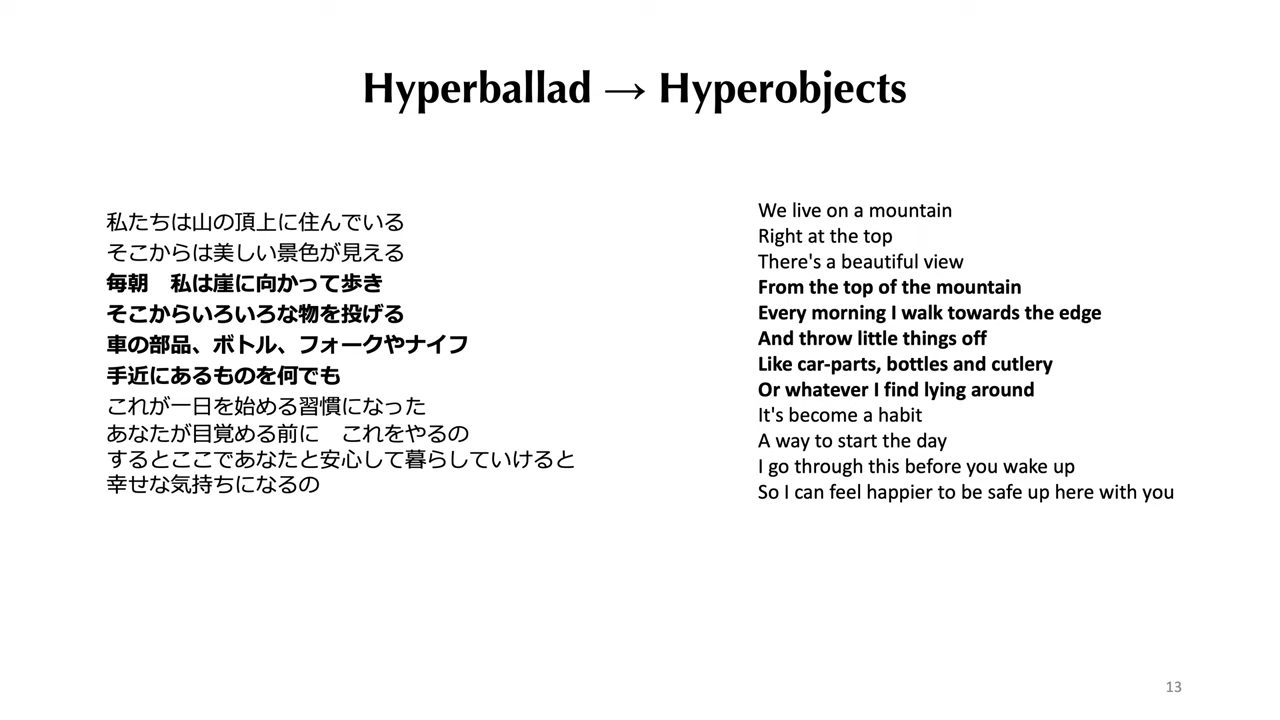 Hyperballad → Hyperobjects
私たちは山の頂上に住んでいる
そこからは美しい景色が見える
毎朝　私は崖に向かって歩き
そこからいろいろな物を投げる
車の部品、ボトル、フォークやナイフ
手近にあるものを何でも
これが一日を始める習慣になった
あなたが目覚める前に　これをやるの
するとここであなたと安心して暮らしていけると
幸せな気持ちになるの
We live on a mountain
Right at the top
There's a beautiful view
From the top of the mountain
Every morning I walk towards the edge
And throw little things off
Like car-parts, bottles and cutlery
Or whatever I find lying around
It's become a habit
A way to start the day
I go through this before you wake up
So I can feel happier to be safe up here with you
13